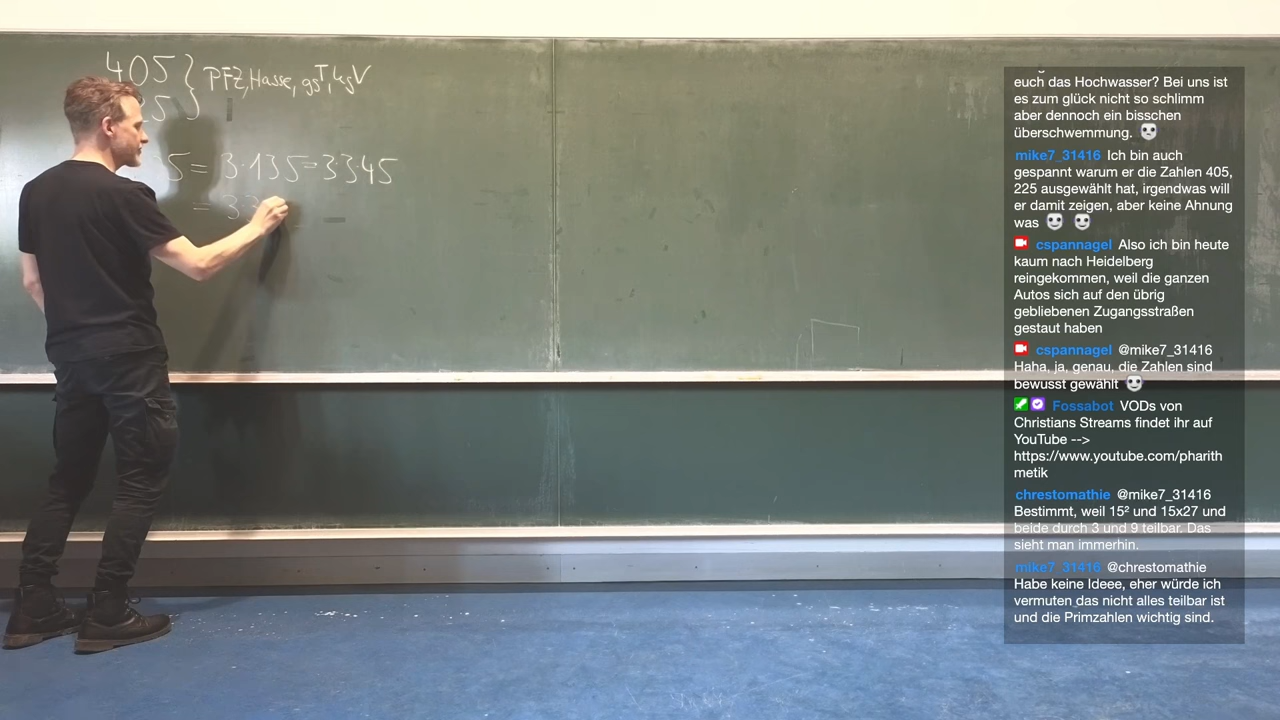 405
25
} PFZ, Hasse, gsT, ksV
5 = 3·135 = 3345
= 33
euch das Hochwasser? Bei uns ist
es zum glück nicht so schlimm
aber dennoch ein bisschen
überschwemmung.
mike7_31416 Ich bin auch
gespannt warum er die Zahlen 405,
225 ausgewählt hat, irgendwas will
er damit zeigen, aber keine Ahnung
was
cspannagel Also ich bin heute
kaum nach Heidelberg
reingekommen, weil die ganzen
Autos sich auf den übrig
gebliebenen Zugangsstraßen
gestaut haben
cspannagel @mike7_31416
Haha, ja, genau, die Zahlen sind
bewusst gewählt
Fossabot VODs von
Christians Streams findet ihr auf
YouTube -->
https://www.youtube.com/pharith
metik
chrestomathie @mike7_31416
Bestimmt, weil 15² und 15x27 und
beide durch 3 und 9 teilbar. Das
sieht man immerhin.
mike7_31416 @chrestomathie
Habe keine Ideee, eher würde ich
vermuten das nicht alles teilbar ist
und die Primzahlen wichtig sind.